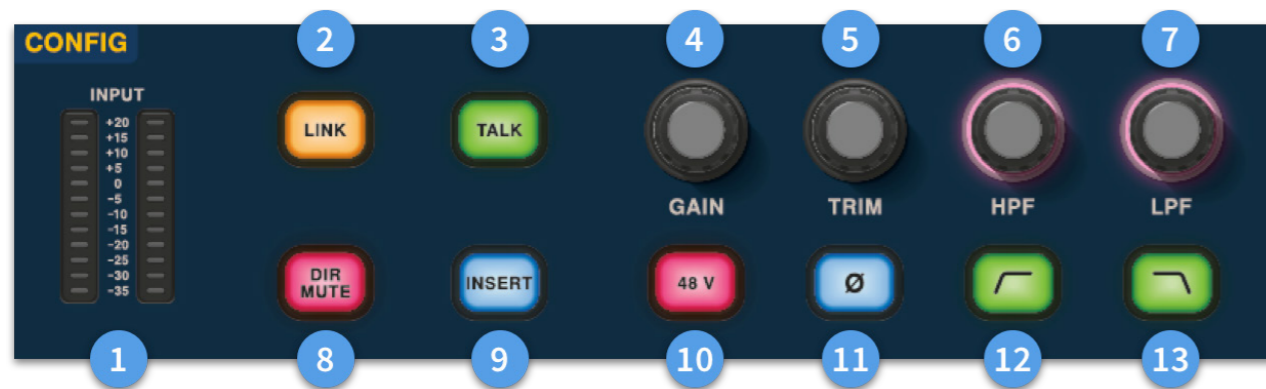 CONFIG
2 3 4 5 6 7
INPUT
+20
+15
+10
+5
0
−5
−10
−15
−20
−25
−30
−35
LINK TALK
GAIN TRIM HPF LPF
DIR
MUTE
INSERT 48 V Ø
1 8 9 10 11 12 13